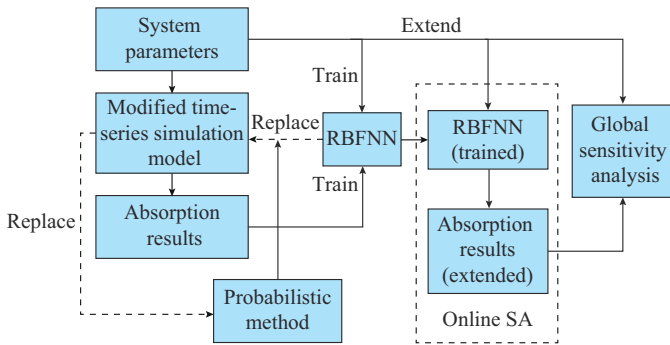 System
parameters
Extend
Train
Modified time-
series simulation
model
Replace
RBFNN
RBFNN
(trained)
Global
sensitivity
analysis
Train
Replace
Absorption
results
Absorption
results
(extended)
Probabilistic
method
Online SA